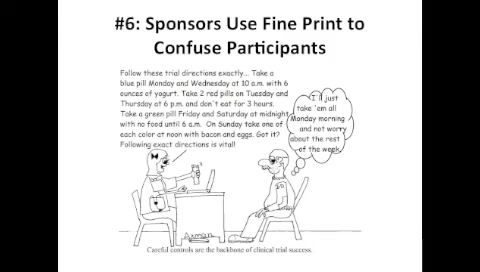 #6: Sponsors Use Fine Print to
Confuse Participants
Follow these trial directions exactly... Take a
blue pill Monday and Wednesday at 10 a.m. with 6
ounces of yogurt. Take 2 red pills on Tuesday and
Thursday at 6 p.m. and don't eat for 3 hours.
Take a green pill Friday and Saturday at midnight
with no food until 6 a.m. On Sunday take one of
each color at noon with bacon and eggs. Got it?
Following exact directions is vital!
I'll just
take 'em all
Monday morning
and not worry
about the rest
of the week.
Axman
Careful controls are the backbone of clinical trial success.